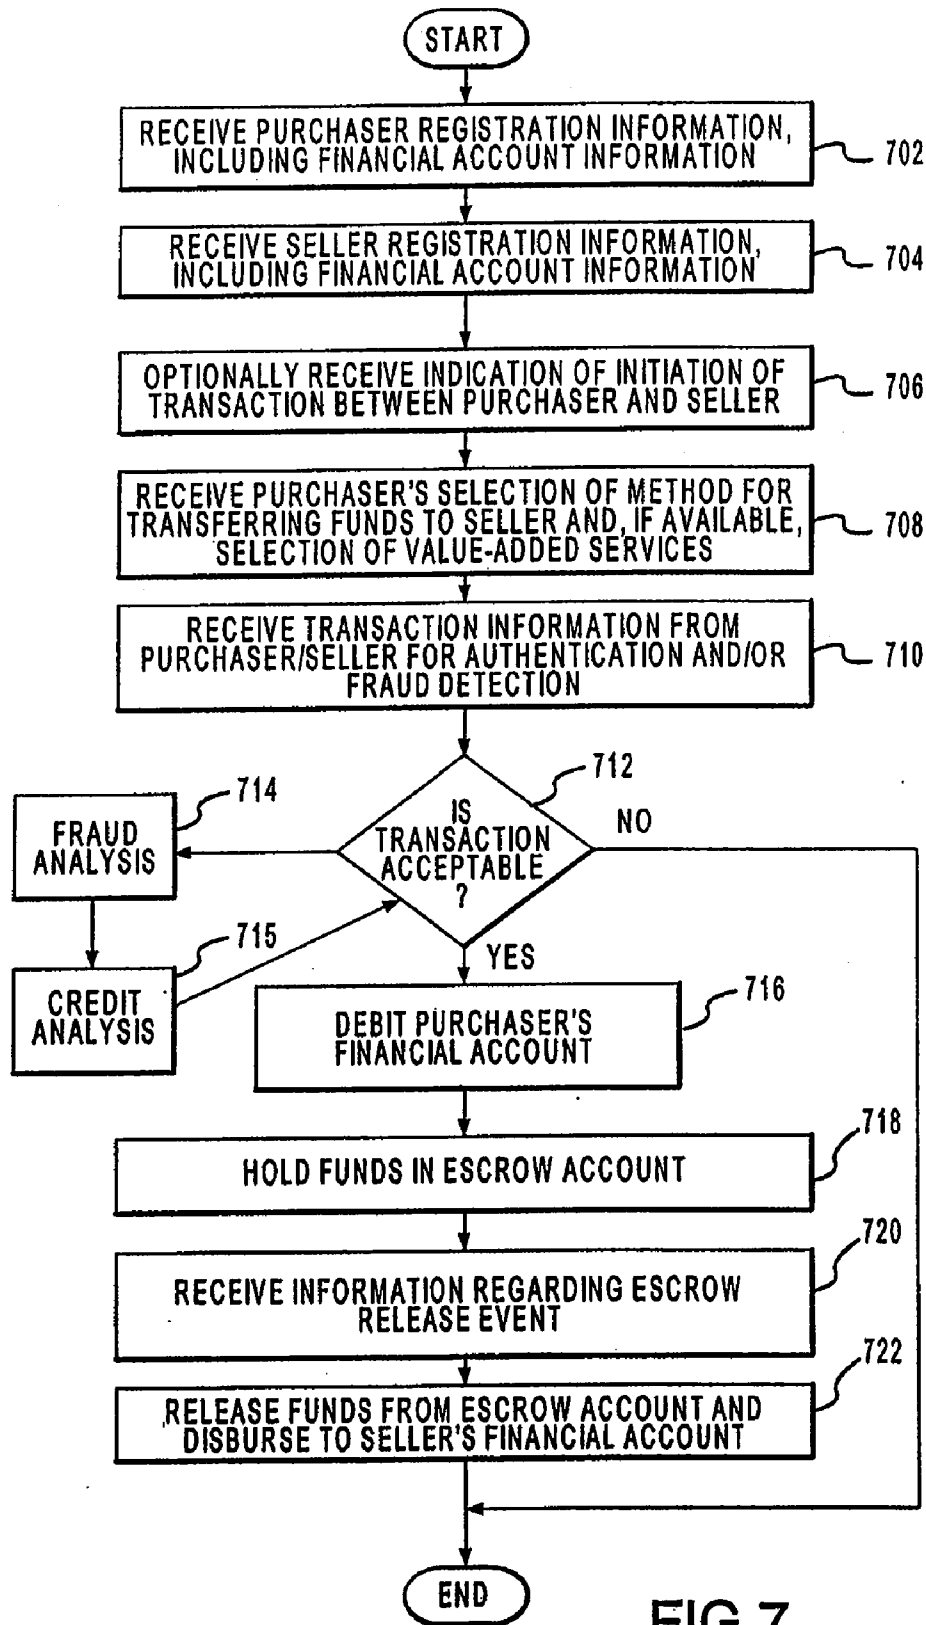 START
RECEIVE PURCHASER REGISTRATION INFORMATION,
INCLUDING FINANCIAL ACCOUNT INFORMATION
702
RECEIVE SELLER REGISTRATION INFORMATION,
INCLUDING FINANCIAL ACCOUNT INFORMATION
704
OPTIONALLY RECEIVE INDICATION OF INITIATION OF
TRANSACTION BETWEEN PURCHASER AND SELLER
706
RECEIVE PURCHASER'S SELECTION OF METHOD FOR
TRANSFERRING FUNDS TO SELLER AND, IF AVAILABLE,
SELECTION OF VALUE-ADDED SERVICES
708
RECEIVE TRANSACTION INFORMATION FROM
PURCHASER/SELLER FOR AUTHENTICATION AND/OR
FRAUD DETECTION
710
712
IS
TRANSACTION
ACCEPTABLE
?
NO
714
FRAUD
ANALYSIS
715
CREDIT
ANALYSIS
YES
716
DEBIT PURCHASER'S
FINANCIAL ACCOUNT
718
HOLD FUNDS IN ESCROW ACCOUNT
720
RECEIVE INFORMATION REGARDING ESCROW
RELEASE EVENT
722
RELEASE FUNDS FROM ESCROW ACCOUNT AND
DISBURSE TO SELLER'S FINANCIAL ACCOUNT
END
FIG. 7